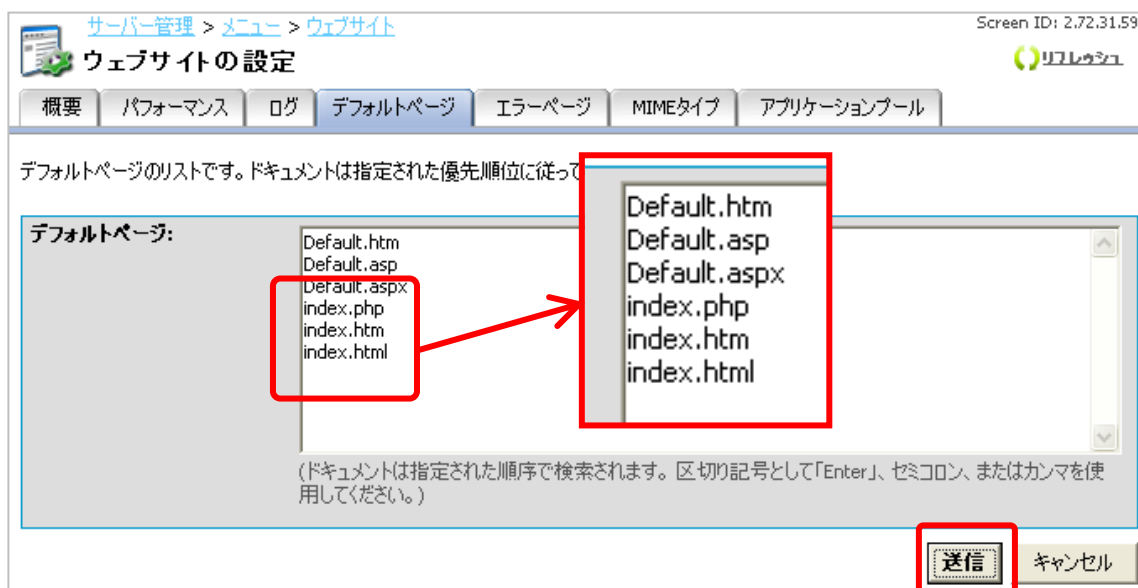 サーバー管理 > メニュー > ウェブサイト
Screen ID: 2.72.31.59
ウェブサイトの設定
リフレッシュ
概要
パフォーマンス
ログ
デフォルトページ
エラーページ
MIMEタイプ
アプリケーションプール
デフォルトページのリストです。ドキュメントは指定された優先順位に従って
デフォルトページ:
Default.htm
Default.asp
Default.aspx
index.php
index.htm
index.html
Default.htm
Default.asp
Default.aspx
index.php
index.htm
index.html
(ドキュメントは指定された順序で検索されます。区切り記号として「Enter」、セミコロン、またはカンマを使
用してください。)
送信
キャンセル